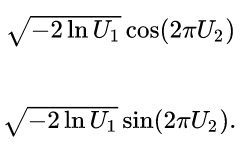 √(−2 ln U₁) cos(2πU₂)
√(−2 ln U₁) sin(2πU₂).